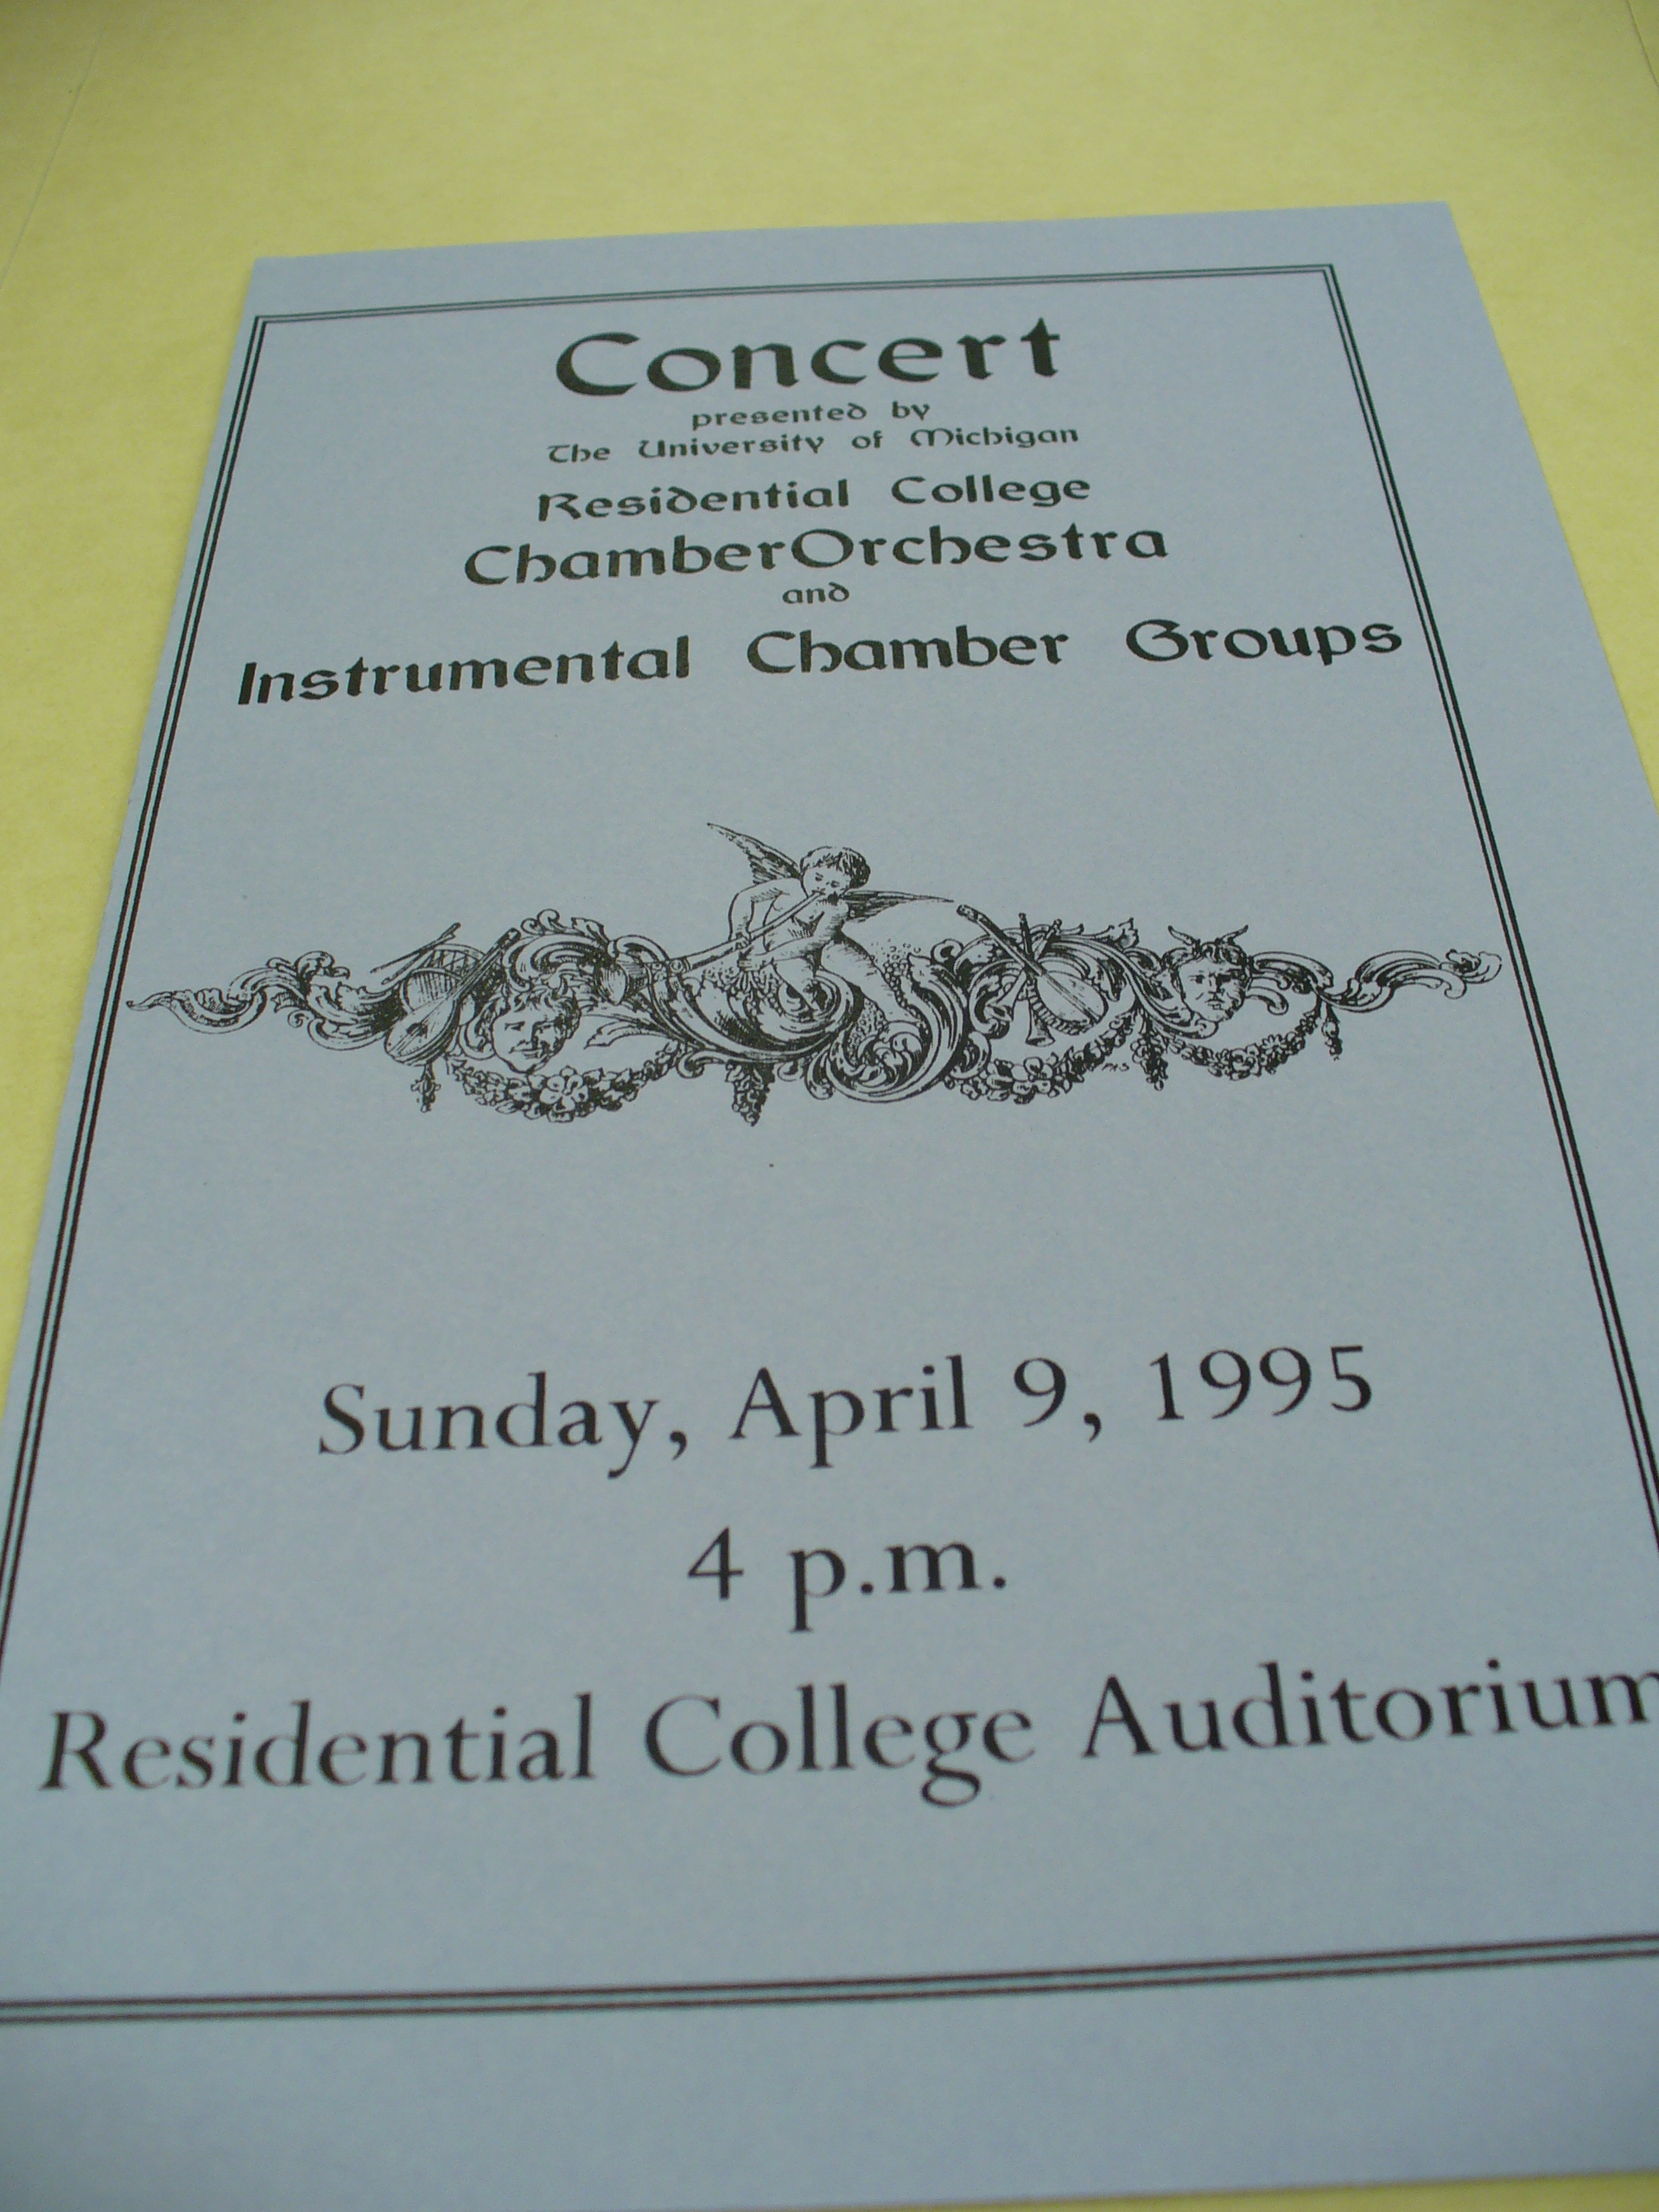 Concert
presented by
The University of Michigan
Residential College
ChamberOrchestra
and
Instrumental Chamber Groups
Sunday, April 9, 1995
4 p.m.
Residential College Auditorium